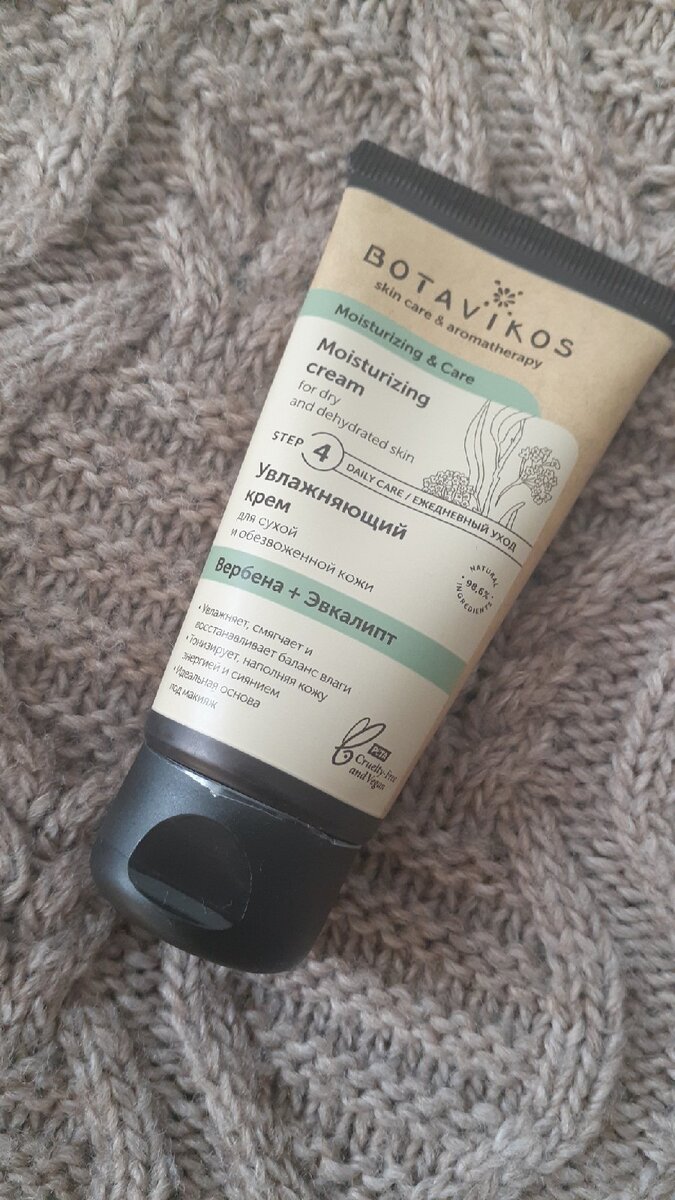 BOTAVIKOS
skin care & aromatherapy
Moisturizing & Care
Moisturizing
cream
for dry
and dehydrated skin
STEP 4 DAILY CARE / ЕЖЕДНЕВНЫЙ УХОД
Увлажняющий
крем
для сухой
и обезвоженной кожи
NATURAL
98,6%
INGREDIENTS
Вербена + Эвкалипт
• Увлажняет, смягчает и
восстанавливает баланс влаги
• Тонизирует, наполняя кожу
энергией и сиянием
• Идеальная основа
под макияж
PETA
Cruelty-free
and Vegan